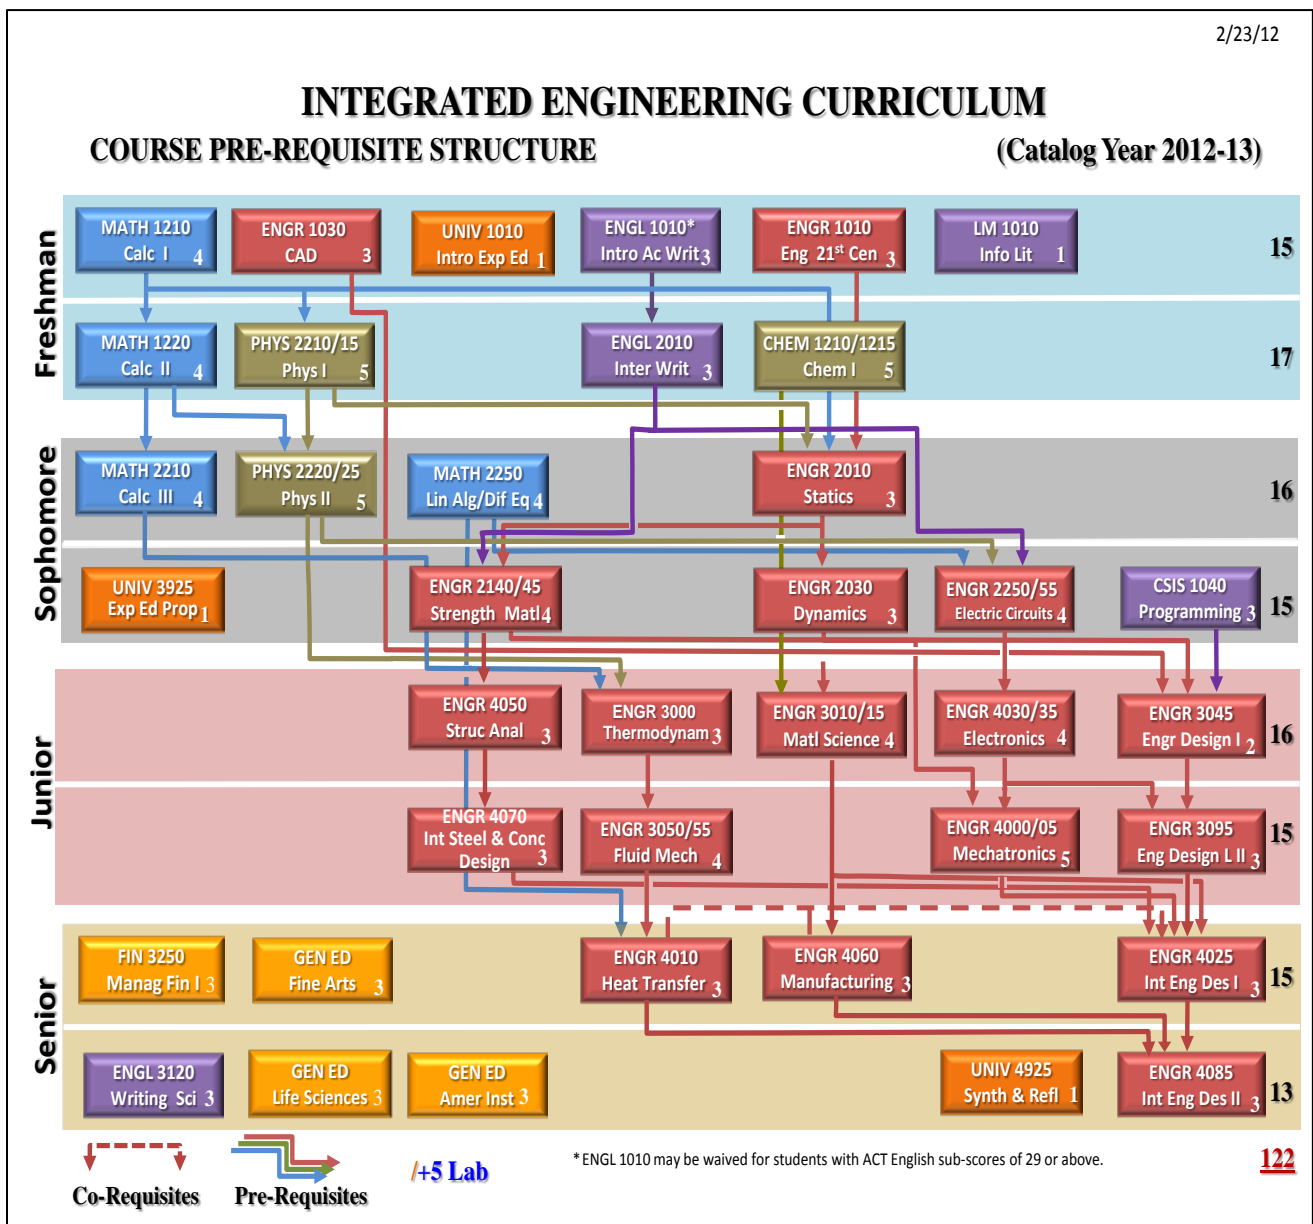 2/23/12
INTEGRATED ENGINEERING CURRICULUM
COURSE PRE-REQUISITE STRUCTURE
(Catalog Year 2012-13)
Freshman
MATH 1210
Calc I 4
ENGR 1030
CAD 3
UNIV 1010
Intro Exp Ed 1
ENGL 1010*
Intro Ac Writ 3
ENGR 1010
Eng 21st Cen 3
LM 1010
Info Lit 1
15
MATH 1220
Calc II 4
PHYS 2210/15
Phys I 5
ENGL 2010
Inter Writ 3
CHEM 1210/1215
Chem I 5
17
Sophomore
MATH 2210
Calc III 4
PHYS 2220/25
Phys II 5
MATH 2250
Lin Alg/Dif Eq 4
ENGR 2010
Statics 3
16
UNIV 3925
Exp Ed Prop 1
ENGR 2140/45
Strength Matl 4
ENGR 2030
Dynamics 3
ENGR 2250/55
Electric Circuits 4
CSIS 1040
Programming 3
15
Junior
ENGR 4050
Struc Anal 3
ENGR 3000
Thermodynam 3
ENGR 3010/15
Matl Science 4
ENGR 4030/35
Electronics 4
ENGR 3045
Engr Design I 2
16
ENGR 4070
Int Steel & Conc
Design 3
ENGR 3050/55
Fluid Mech 4
ENGR 4000/05
Mechatronics 5
ENGR 3095
Eng Design L II 3
15
Senior
FIN 3250
Manag Fin I 3
GEN ED
Fine Arts 3
ENGR 4010
Heat Transfer 3
ENGR 4060
Manufacturing 3
ENGR 4025
Int Eng Des I 3
15
ENGL 3120
Writing Sci 3
GEN ED
Life Sciences 3
GEN ED
Amer Inst 3
UNIV 4925
Synth & Refl 1
ENGR 4085
Int Eng Des II 3
13
Co-Requisites
Pre-Requisites
/+5 Lab
* ENGL 1010 may be waived for students with ACT English sub-scores of 29 or above.
122